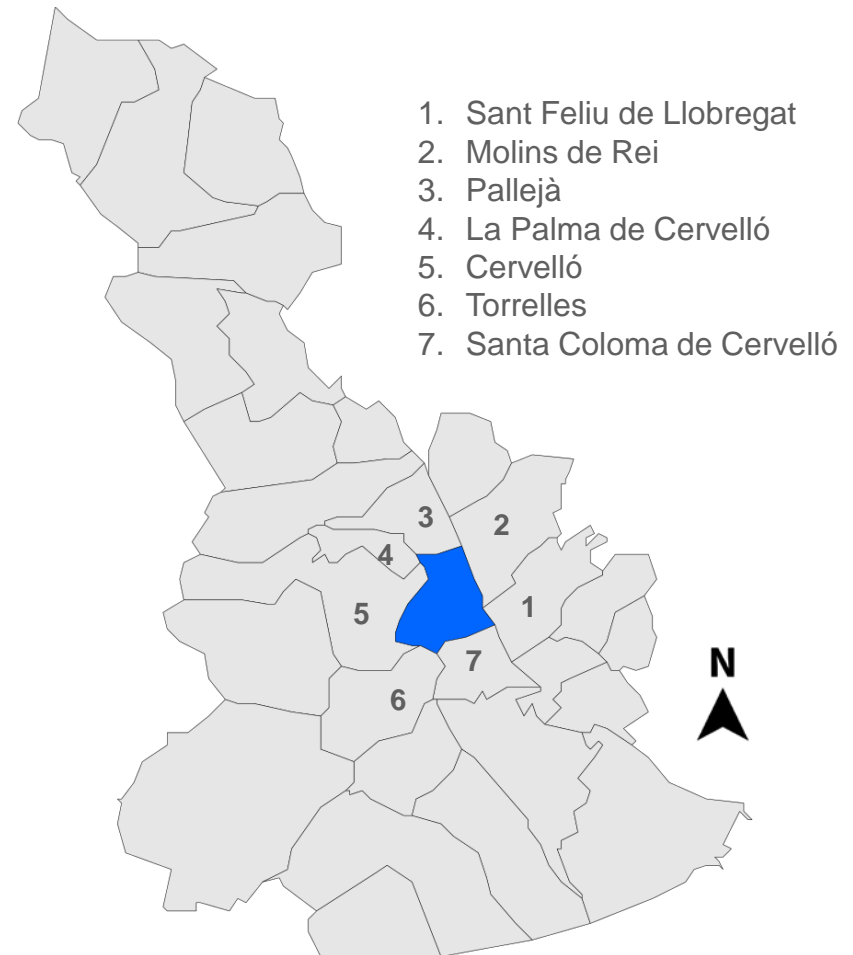 1. Sant Feliu de Llobregat
2. Molins de Rei
3. Pallejà
4. La Palma de Cervelló
5. Cervelló
6. Torrelles
7. Santa Coloma de Cervelló
3
2
4
1
5
7
6
N